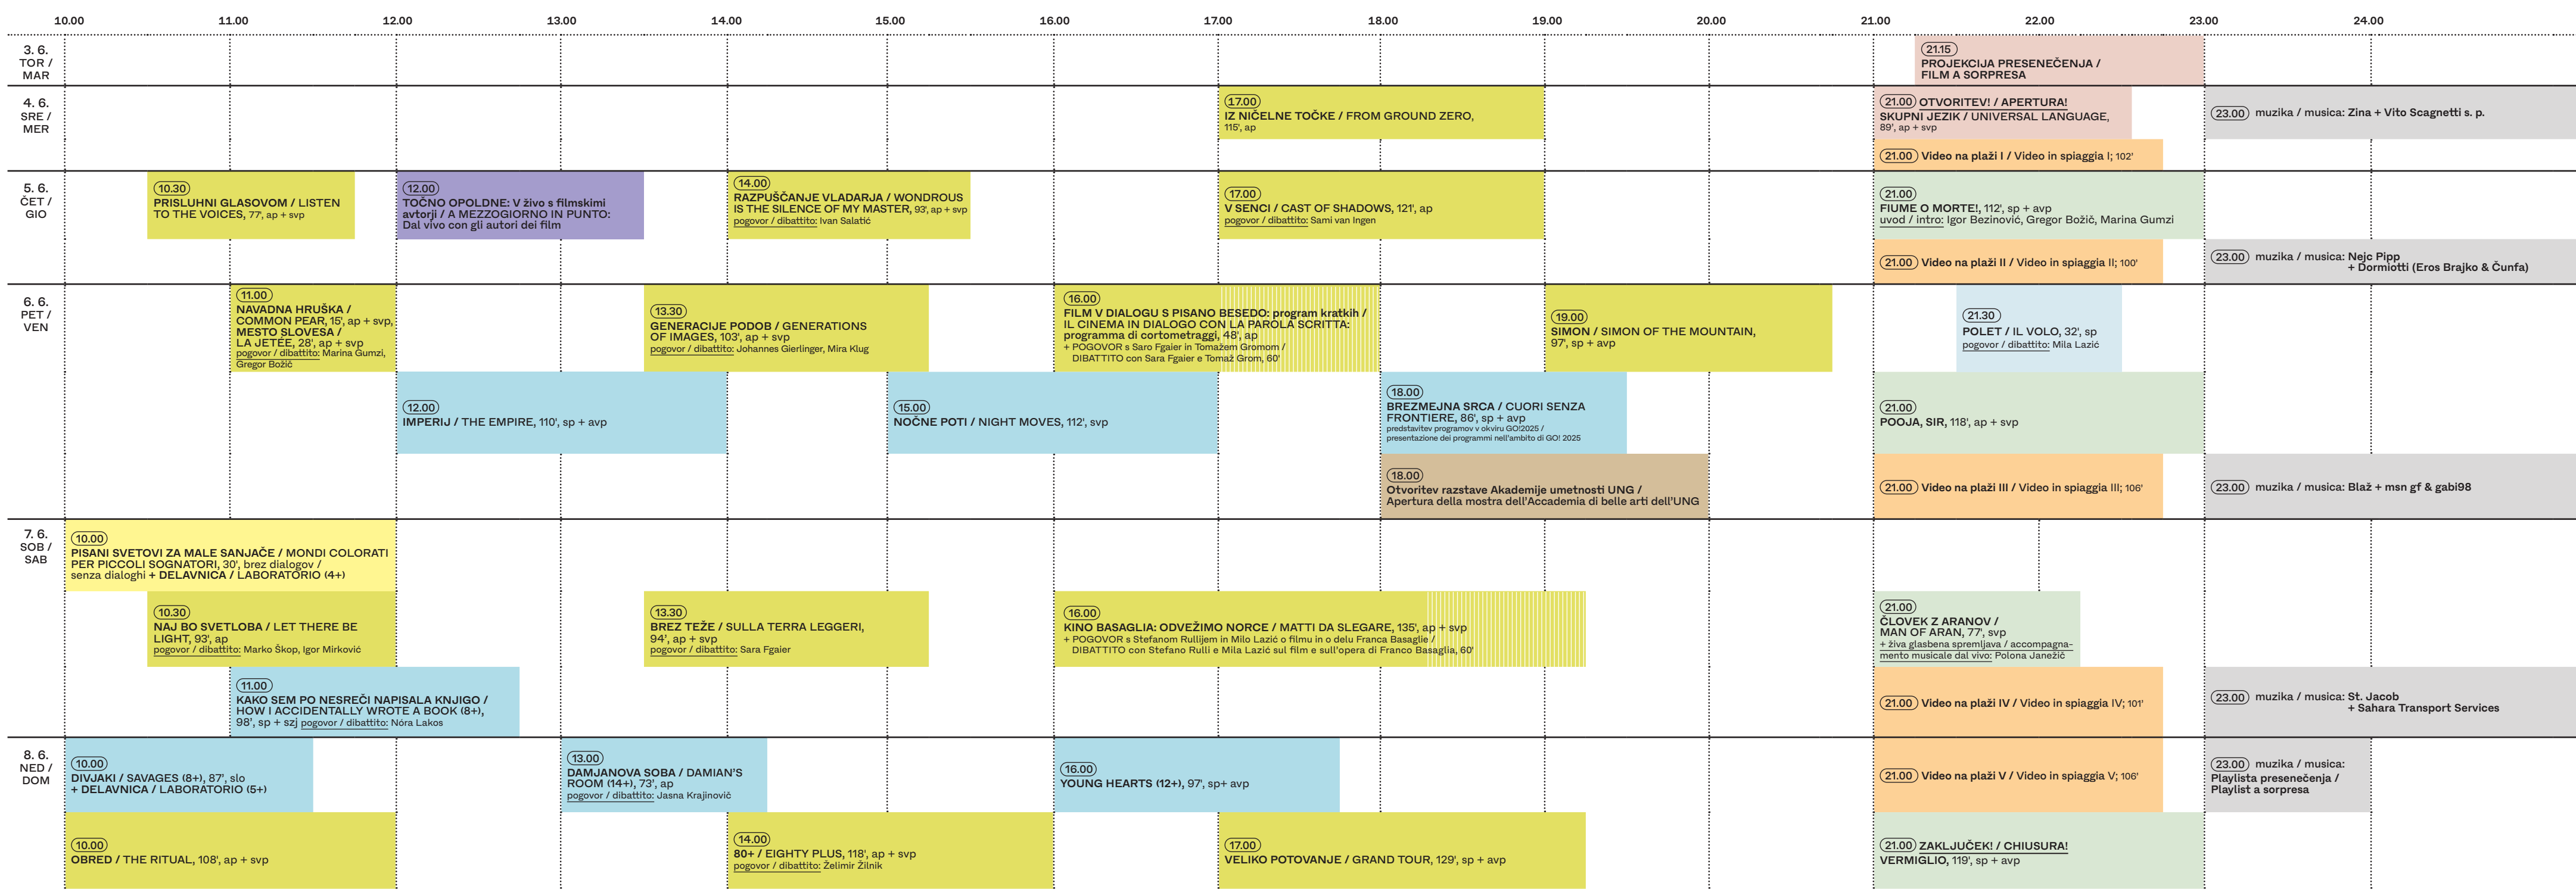 10.00 11.00 12.00 13.00 14.00 15.00 16.00 17.00 18.00 19.00 20.00 21.00 22.00 23.00 24.00
3. 6.
TOR /
MAR
21.15
PROJEKCIJA PRESENEČENJA /
FILM A SORPRESA
4. 6.
SRE /
MER
17.00
IZ NIČELNE TOČKE / FROM GROUND ZERO,
115', ap
21.00 OTVORITEV! / APERTURA!
SKUPNI JEZIK / UNIVERSAL LANGUAGE,
89', ap + svp
23.00 muzika / musica: Zina + Vito Scagnetti s. p.
21.00 Video na plaži I / Video in spiaggia I; 102'
5. 6.
ČET /
GIO
10.30
PRISLUHNI GLASOVOM / LISTEN
TO THE VOICES, 77', ap + svp
12.00
TOČNO OPOLDNE: V živo s filmskimi
avtorji / A MEZZOGIORNO IN PUNTO:
Dal vivo con gli autori dei film
14.00
RAZPUŠČANJE VLADARJA / WONDROUS
IS THE SILENCE OF MY MASTER, 93', ap + svp
pogovor / dibattito: Ivan Salatić
17.00
V SENCI / CAST OF SHADOWS, 121', ap
pogovor / dibattito: Sami van Ingen
21.00
FIUME O MORTE!, 112', sp + avp
uvod / intro: Igor Bezinović, Gregor Božič, Marina Gumzi
21.00 Video na plaži II / Video in spiaggia II; 100'
23.00 muzika / musica: Nejc Pipp
+ Dormiotti (Eros Brajko & Čunfa)
6. 6.
PET /
VEN
11.00
NAVADNA HRUŠKA /
COMMON PEAR, 15', ap + svp,
MESTO SLOVESA /
LA JETÉE, 28', ap + svp
pogovor / dibattito: Marina Gumzi,
Gregor Božič
13.30
GENERACIJE PODOB / GENERATIONS
OF IMAGES, 103', ap + svp
pogovor / dibattito: Johannes Gierlinger, Mira Klug
16.00
FILM V DIALOGU S PISANO BESEDO: program kratkih /
IL CINEMA IN DIALOGO CON LA PAROLA SCRITTA:
programma di cortometraggi, 48', ap
+ POGOVOR s Saro Fgaier in Tomažem Gromom /
DIBATTITO con Sara Fgaier e Tomaž Grom, 60'
19.00
SIMON / SIMON OF THE MOUNTAIN,
97', sp + avp
21.30
POLET / IL VOLO, 32', sp
pogovor / dibattito: Mila Lazić
12.00
IMPERIJ / THE EMPIRE, 110', sp + avp
15.00
NOČNE POTI / NIGHT MOVES, 112', svp
18.00
BREZMEJNA SRCA / CUORI SENZA
FRONTIERE, 86', sp + avp
predstavitev programov v okviru GO!2025 /
presentazione dei programmi nell'ambito di GO! 2025
21.00
POOJA, SIR, 118', ap + svp
18.00
Otvoritev razstave Akademije umetnosti UNG /
Apertura della mostra dell'Accademia di belle arti dell'UNG
21.00 Video na plaži III / Video in spiaggia III; 106'
23.00 muzika / musica: Blaž + msn gf & gabi98
7. 6.
SOB /
SAB
10.00
PISANI SVETOVI ZA MALE SANJAČE / MONDI COLORATI
PER PICCOLI SOGNATORI, 30', brez dialogov /
senza dialoghi + DELAVNICA / LABORATORIO (4+)
10.30
NAJ BO SVETLOBA / LET THERE BE
LIGHT, 93', ap
pogovor / dibattito: Marko Škop, Igor Mirković
13.30
BREZ TEŽE / SULLA TERRA LEGGERI,
94', ap + svp
pogovor / dibattito: Sara Fgaier
16.00
KINO BASAGLIA: ODVEŽIMO NORCE / MATTI DA SLEGARE, 135', ap + svp
+ POGOVOR s Stefanom Rullijem in Milo Lazić o filmu in o delu Franca Basaglie /
DIBATTITO con Stefano Rulli e Mila Lazić sul film e sull'opera di Franco Basaglia, 60'
21.00
ČLOVEK Z ARANOV /
MAN OF ARAN, 77', svp
+ živa glasbena spremljava / accompagna-
mento musicale dal vivo: Polona Janežič
11.00
KAKO SEM PO NESREČI NAPISALA KNJIGO /
HOW I ACCIDENTALLY WROTE A BOOK (8+),
98', sp + szj pogovor / dibattito: Nóra Lakos
21.00 Video na plaži IV / Video in spiaggia IV; 101'
23.00 muzika / musica: St. Jacob
+ Sahara Transport Services
8. 6.
NED /
DOM
10.00
DIVJAKI / SAVAGES (8+), 87', slo
+ DELAVNICA / LABORATORIO (5+)
13.00
DAMJANOVA SOBA / DAMIAN'S
ROOM (14+), 73', ap
pogovor / dibattito: Jasna Krajinovič
16.00
YOUNG HEARTS (12+), 97', sp+ avp
21.00 Video na plaži V / Video in spiaggia V; 106'
23.00 muzika / musica:
Playlista presenečenja /
Playlist a sorpresa
10.00
OBRED / THE RITUAL, 108', ap + svp
14.00
80+ / EIGHTY PLUS, 118', ap + svp
pogovor / dibattito: Želimir Žilnik
17.00
VELIKO POTOVANJE / GRAND TOUR, 129', sp + avp
21.00 ZAKLJUČEK! / CHIUSURA!
VERMIGLIO, 119', sp + avp